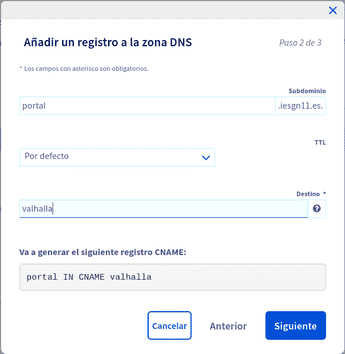 Añadir un registro a la zona DNS
Paso 2 de 3
* Los campos con asterisco son obligatorios.
Subdominio
portal
.iesgn11.es.
TTL
Por defecto
Destino *
valhalla
Va a generar el siguiente registro CNAME:
portal IN CNAME valhalla
Cancelar
Anterior
Siguiente